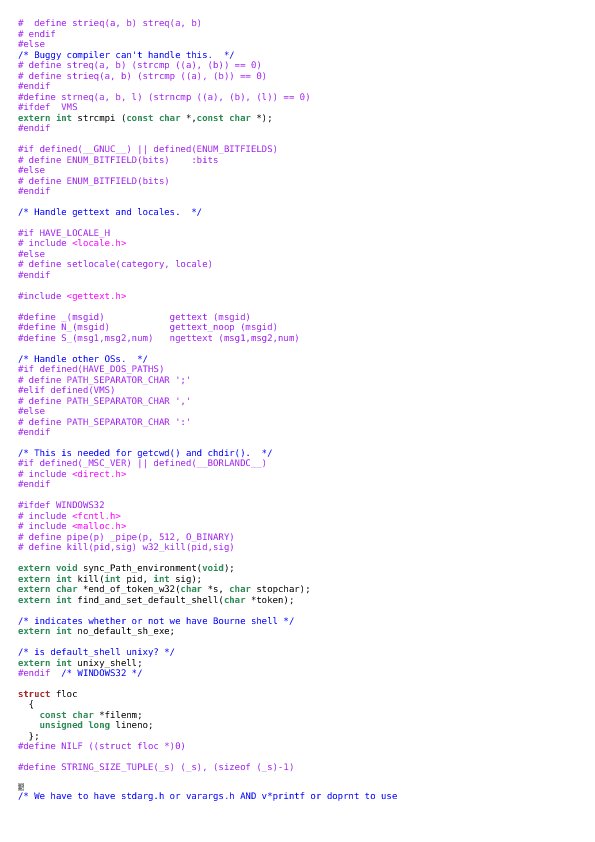 #  define strieq(a, b) streq(a, b)
# endif
#else
/* Buggy compiler can't handle this.  */
# define streq(a, b) (strcmp ((a), (b)) == 0)
# define strieq(a, b) (strcmp ((a), (b)) == 0)
#endif
#define strneq(a, b, l) (strncmp ((a), (b), (l)) == 0)
#ifdef  VMS
extern int strcmpi (const char *,const char *);
#endif

#if defined(__GNUC__) || defined(ENUM_BITFIELDS)
# define ENUM_BITFIELD(bits)    :bits
#else
# define ENUM_BITFIELD(bits)
#endif

/* Handle gettext and locales.  */

#if HAVE_LOCALE_H
# include <locale.h>
#else
# define setlocale(category, locale)
#endif

#include <gettext.h>

#define _(msgid)            gettext (msgid)
#define N_(msgid)           gettext_noop (msgid)
#define S_(msg1,msg2,num)   ngettext (msg1,msg2,num)

/* Handle other OSs.  */
#if defined(HAVE_DOS_PATHS)
# define PATH_SEPARATOR_CHAR ';'
#elif defined(VMS)
# define PATH_SEPARATOR_CHAR ','
#else
# define PATH_SEPARATOR_CHAR ':'
#endif

/* This is needed for getcwd() and chdir().  */
#if defined(_MSC_VER) || defined(__BORLANDC__)
# include <direct.h>
#endif

#ifdef WINDOWS32
# include <fcntl.h>
# include <malloc.h>
# define pipe(p) _pipe(p, 512, O_BINARY)
# define kill(pid,sig) w32_kill(pid,sig)

extern void sync_Path_environment(void);
extern int kill(int pid, int sig);
extern char *end_of_token_w32(char *s, char stopchar);
extern int find_and_set_default_shell(char *token);

/* indicates whether or not we have Bourne shell */
extern int no_default_sh_exe;

/* is default_shell unixy? */
extern int unixy_shell;
#endif  /* WINDOWS32 */

struct floc
  {
    const char *filenm;
    unsigned long lineno;
  };
#define NILF ((struct floc *)0)

#define STRING_SIZE_TUPLE(_s) (_s), (sizeof (_s)-1)

/* We have to have stdarg.h or varargs.h AND v*printf or doprnt to use